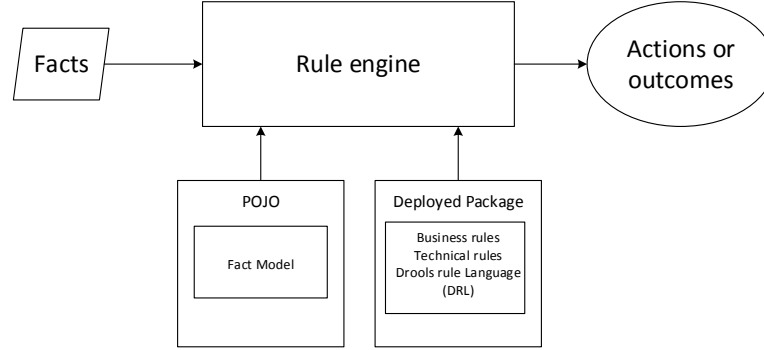 Facts
Rule engine
Actions or
outcomes
POJO
Fact Model
Deployed Package
Business rules
Technical rules
Drools rule Language
(DRL)